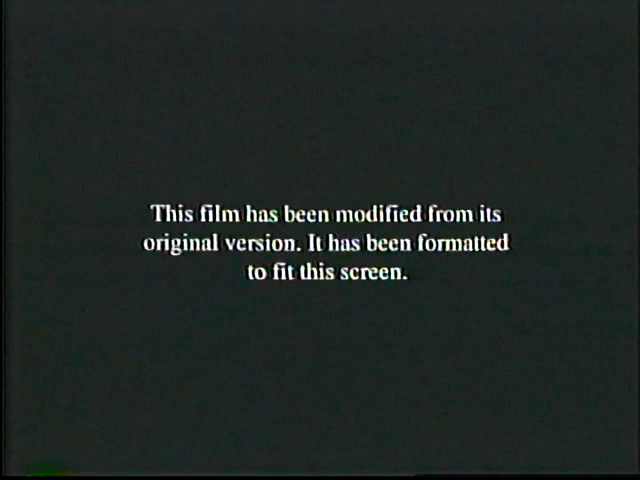 This film has been modified from its
original version. It has been formatted
to fit this screen.